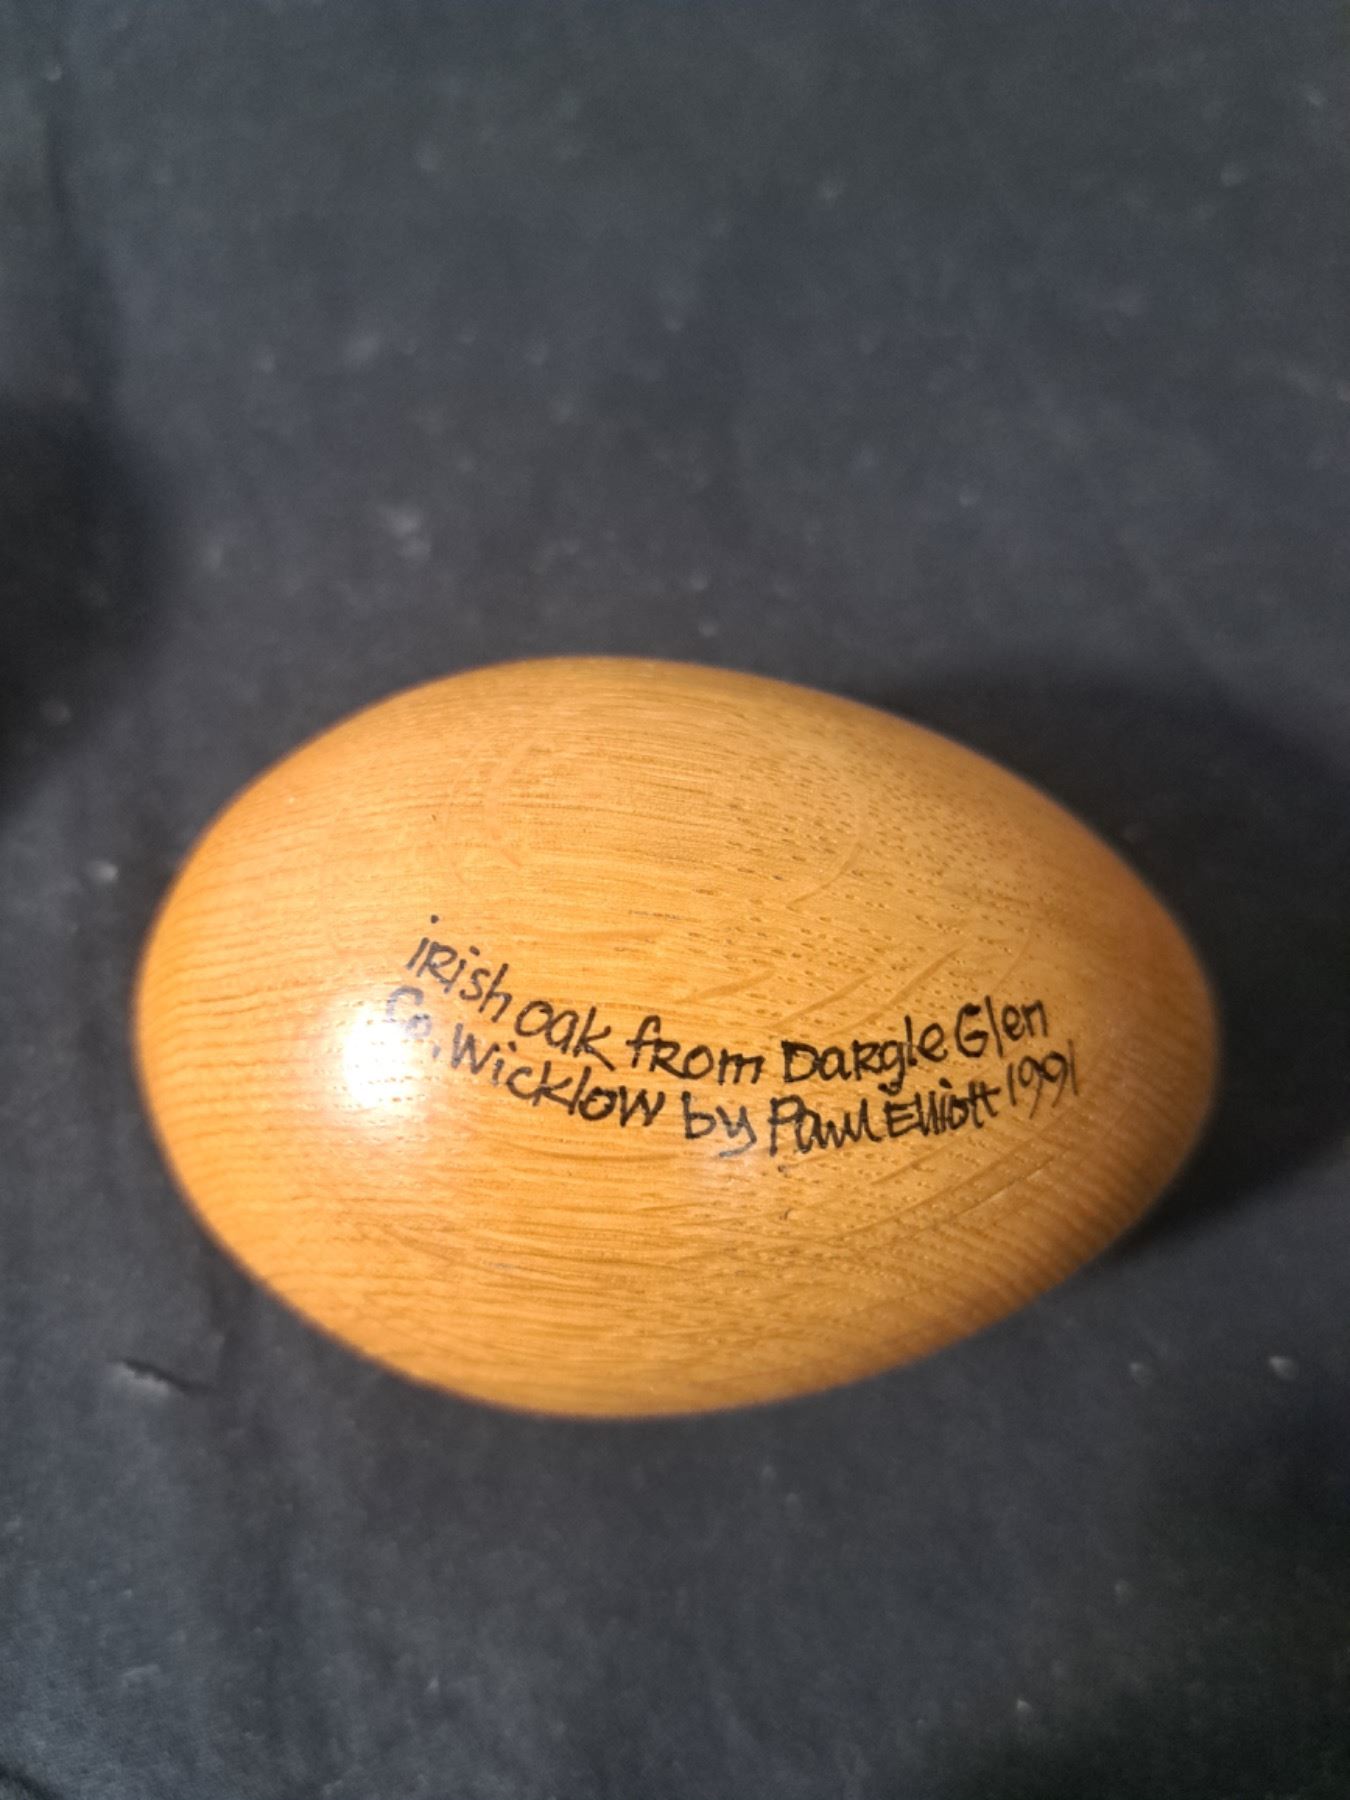 iRish oak from DaRgle Glen
Co. Wicklow by Paul Elliott 1991